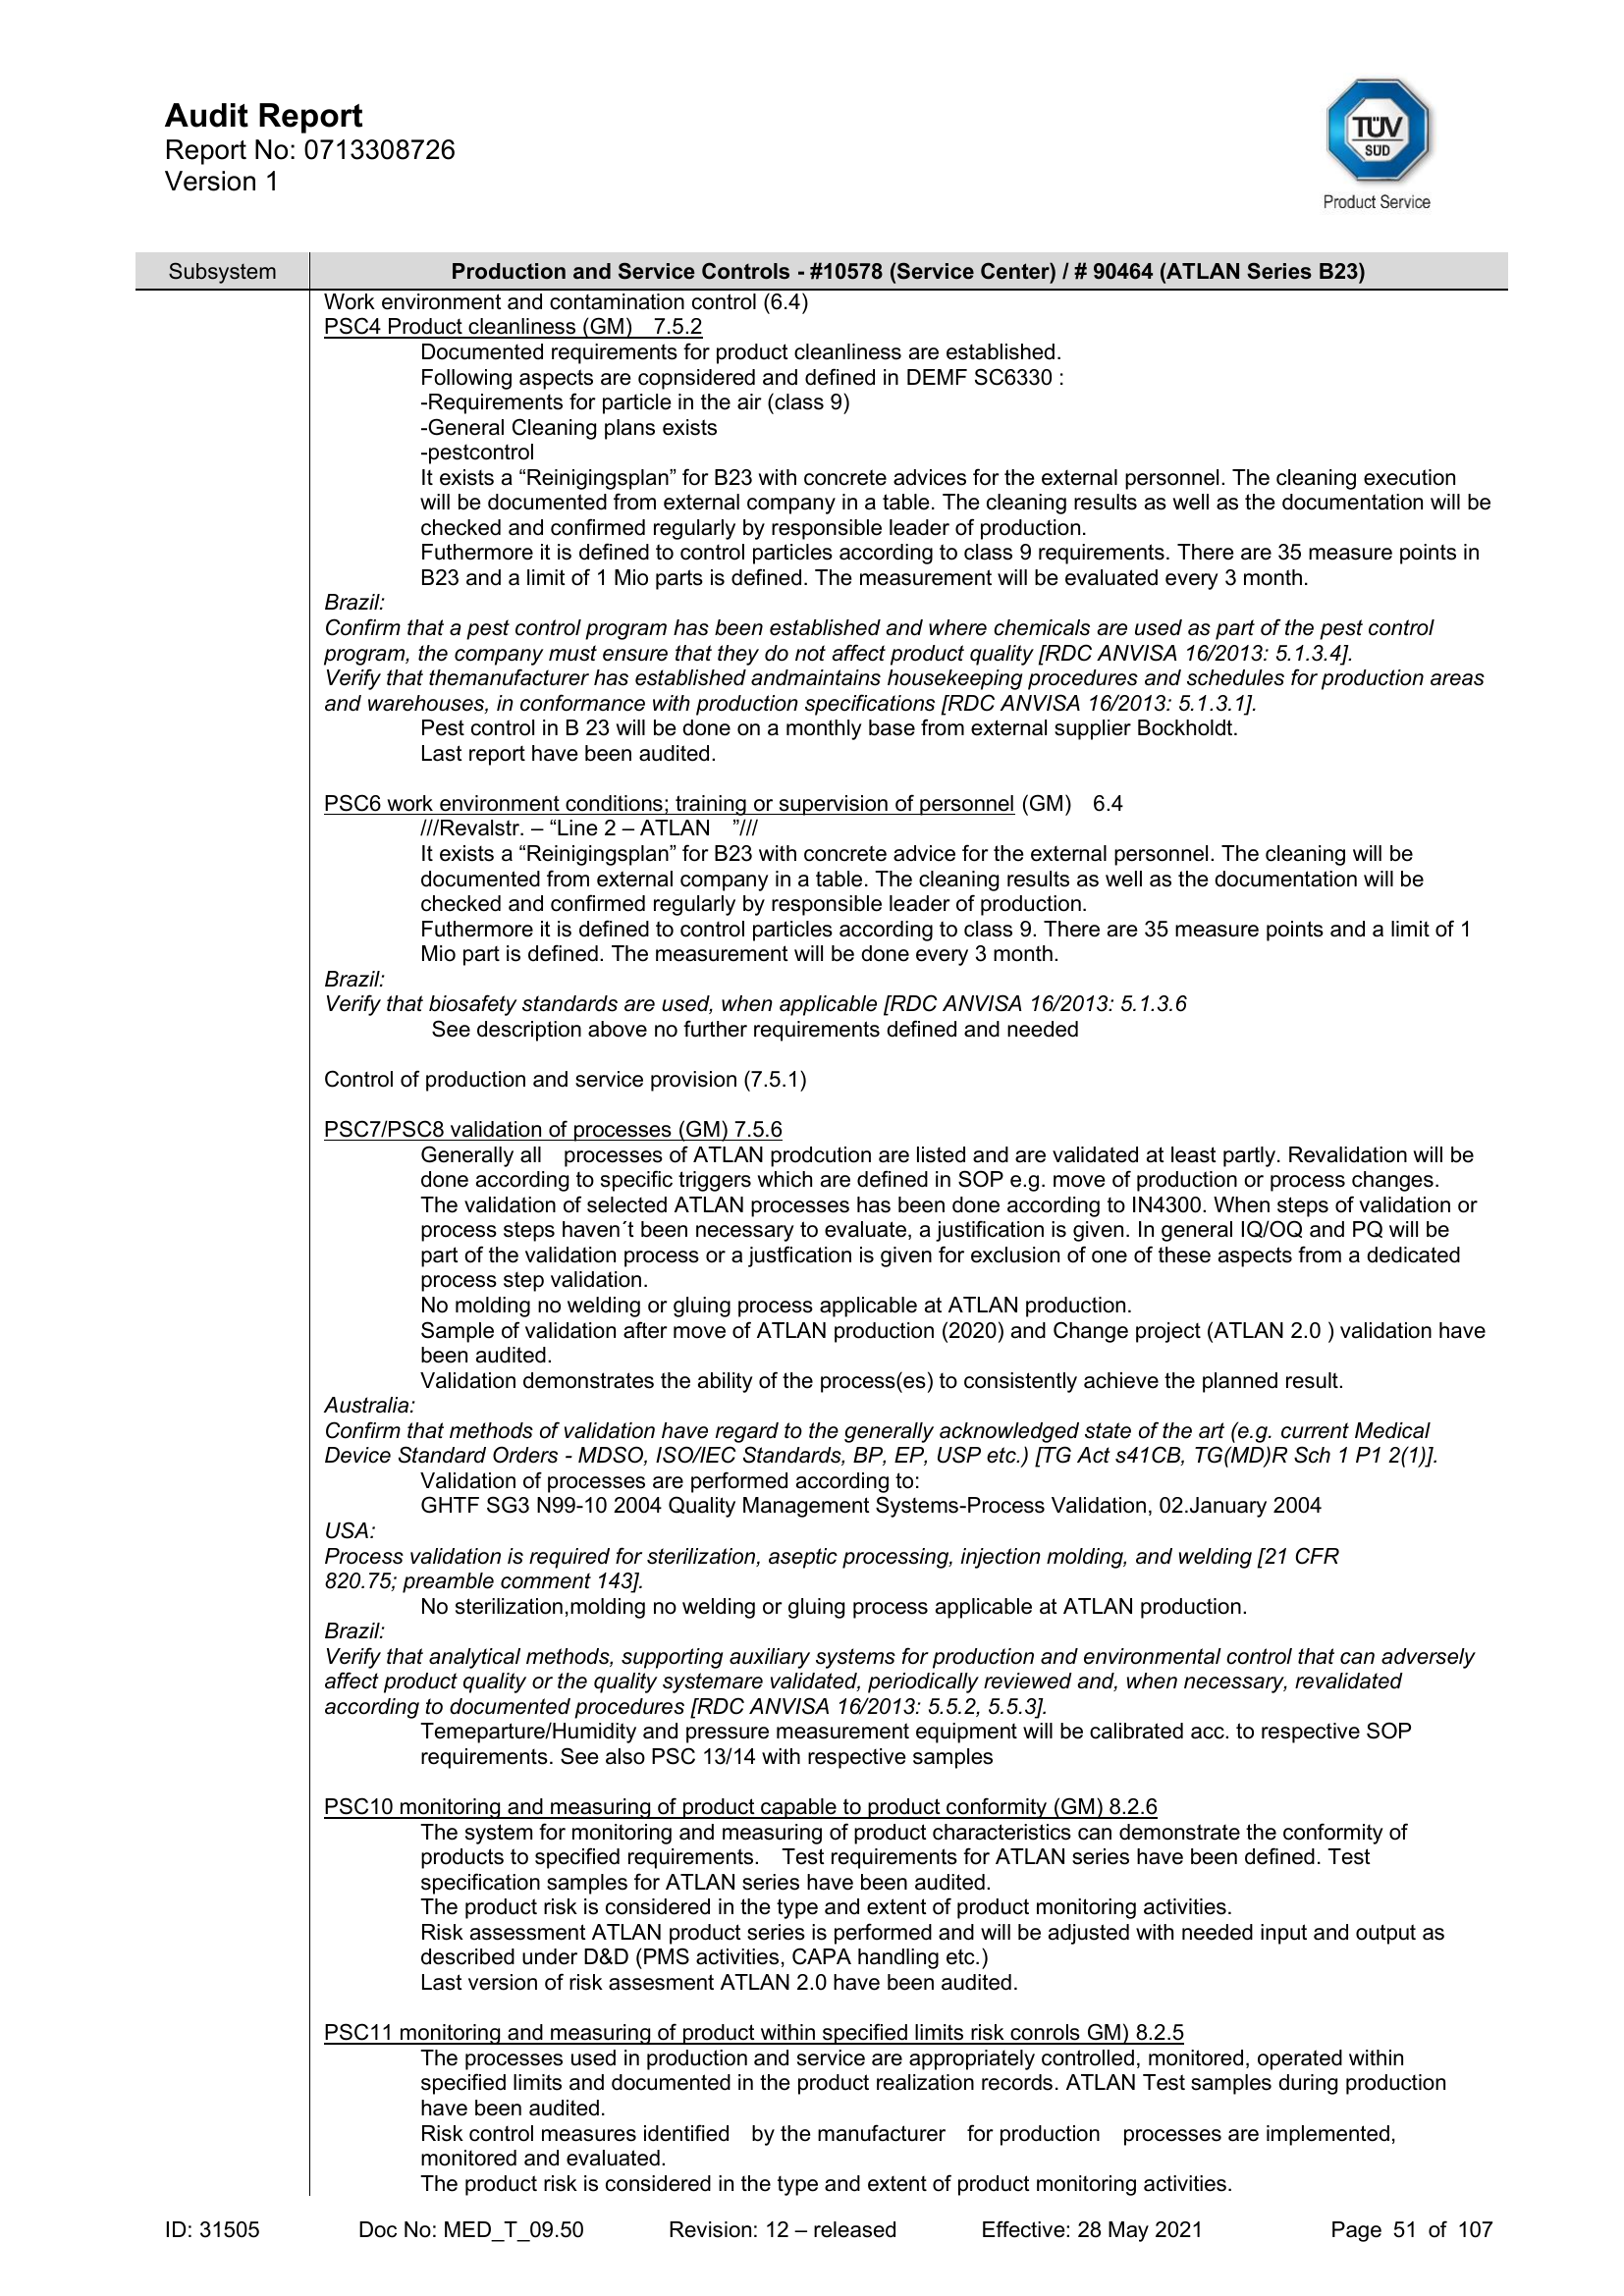 Audit Report
Report No: 0713308726
Version 1
TÜV
SÜD
Product Service
Subsystem
Production and Service Controls - #10578 (Service Center) / # 90464 (ATLAN Series B23)
Work environment and contamination control (6.4)
PSC4 Product cleanliness (GM) 7.5.2
Documented requirements for product cleanliness are established.
Following aspects are copnsidered and defined in DEMF SC6330 :
-Requirements for particle in the air (class 9)
-General Cleaning plans exists
-pestcontrol
It exists a “Reinigingsplan” for B23 with concrete advices for the external personnel. The cleaning execution
will be documented from external company in a table. The cleaning results as well as the documentation will be
checked and confirmed regularly by responsible leader of production.
Futhermore it is defined to control particles according to class 9 requirements. There are 35 measure points in
B23 and a limit of 1 Mio parts is defined. The measurement will be evaluated every 3 month.
Brazil:
Confirm that a pest control program has been established and where chemicals are used as part of the pest control
program, the company must ensure that they do not affect product quality [RDC ANVISA 16/2013: 5.1.3.4].
Verify that themanufacturer has established andmaintains housekeeping procedures and schedules for production areas
and warehouses, in conformance with production specifications [RDC ANVISA 16/2013: 5.1.3.1].
Pest control in B 23 will be done on a monthly base from external supplier Bockholdt.
Last report have been audited.
PSC6 work environment conditions; training or supervision of personnel (GM) 6.4
///Revalstr. – “Line 2 – ATLAN ”///
It exists a “Reinigingsplan” for B23 with concrete advice for the external personnel. The cleaning will be
documented from external company in a table. The cleaning results as well as the documentation will be
checked and confirmed regularly by responsible leader of production.
Futhermore it is defined to control particles according to class 9. There are 35 measure points and a limit of 1
Mio part is defined. The measurement will be done every 3 month.
Brazil:
Verify that biosafety standards are used, when applicable [RDC ANVISA 16/2013: 5.1.3.6
See description above no further requirements defined and needed
Control of production and service provision (7.5.1)
PSC7/PSC8 validation of processes (GM) 7.5.6
Generally all processes of ATLAN prodcution are listed and are validated at least partly. Revalidation will be
done according to specific triggers which are defined in SOP e.g. move of production or process changes.
The validation of selected ATLAN processes has been done according to IN4300. When steps of validation or
process steps haven´t been necessary to evaluate, a justification is given. In general IQ/OQ and PQ will be
part of the validation process or a justfication is given for exclusion of one of these aspects from a dedicated
process step validation.
No molding no welding or gluing process applicable at ATLAN production.
Sample of validation after move of ATLAN production (2020) and Change project (ATLAN 2.0 ) validation have
been audited.
Validation demonstrates the ability of the process(es) to consistently achieve the planned result.
Australia:
Confirm that methods of validation have regard to the generally acknowledged state of the art (e.g. current Medical
Device Standard Orders - MDSO, ISO/IEC Standards, BP, EP, USP etc.) [TG Act s41CB, TG(MD)R Sch 1 P1 2(1)].
Validation of processes are performed according to:
GHTF SG3 N99-10 2004 Quality Management Systems-Process Validation, 02.January 2004
USA:
Process validation is required for sterilization, aseptic processing, injection molding, and welding [21 CFR
820.75; preamble comment 143].
No sterilization,molding no welding or gluing process applicable at ATLAN production.
Brazil:
Verify that analytical methods, supporting auxiliary systems for production and environmental control that can adversely
affect product quality or the quality systemare validated, periodically reviewed and, when necessary, revalidated
according to documented procedures [RDC ANVISA 16/2013: 5.5.2, 5.5.3].
Temeparture/Humidity and pressure measurement equipment will be calibrated acc. to respective SOP
requirements. See also PSC 13/14 with respective samples
PSC10 monitoring and measuring of product capable to product conformity (GM) 8.2.6
The system for monitoring and measuring of product characteristics can demonstrate the conformity of
products to specified requirements. Test requirements for ATLAN series have been defined. Test
specification samples for ATLAN series have been audited.
The product risk is considered in the type and extent of product monitoring activities.
Risk assessment ATLAN product series is performed and will be adjusted with needed input and output as
described under D&D (PMS activities, CAPA handling etc.)
Last version of risk assesment ATLAN 2.0 have been audited.
PSC11 monitoring and measuring of product within specified limits risk conrols GM) 8.2.5
The processes used in production and service are appropriately controlled, monitored, operated within
specified limits and documented in the product realization records. ATLAN Test samples during production
have been audited.
Risk control measures identified by the manufacturer for production processes are implemented,
monitored and evaluated.
The product risk is considered in the type and extent of product monitoring activities.
ID: 31505 Doc No: MED_T_09.50 Revision: 12 – released Effective: 28 May 2021 Page 51 of 107